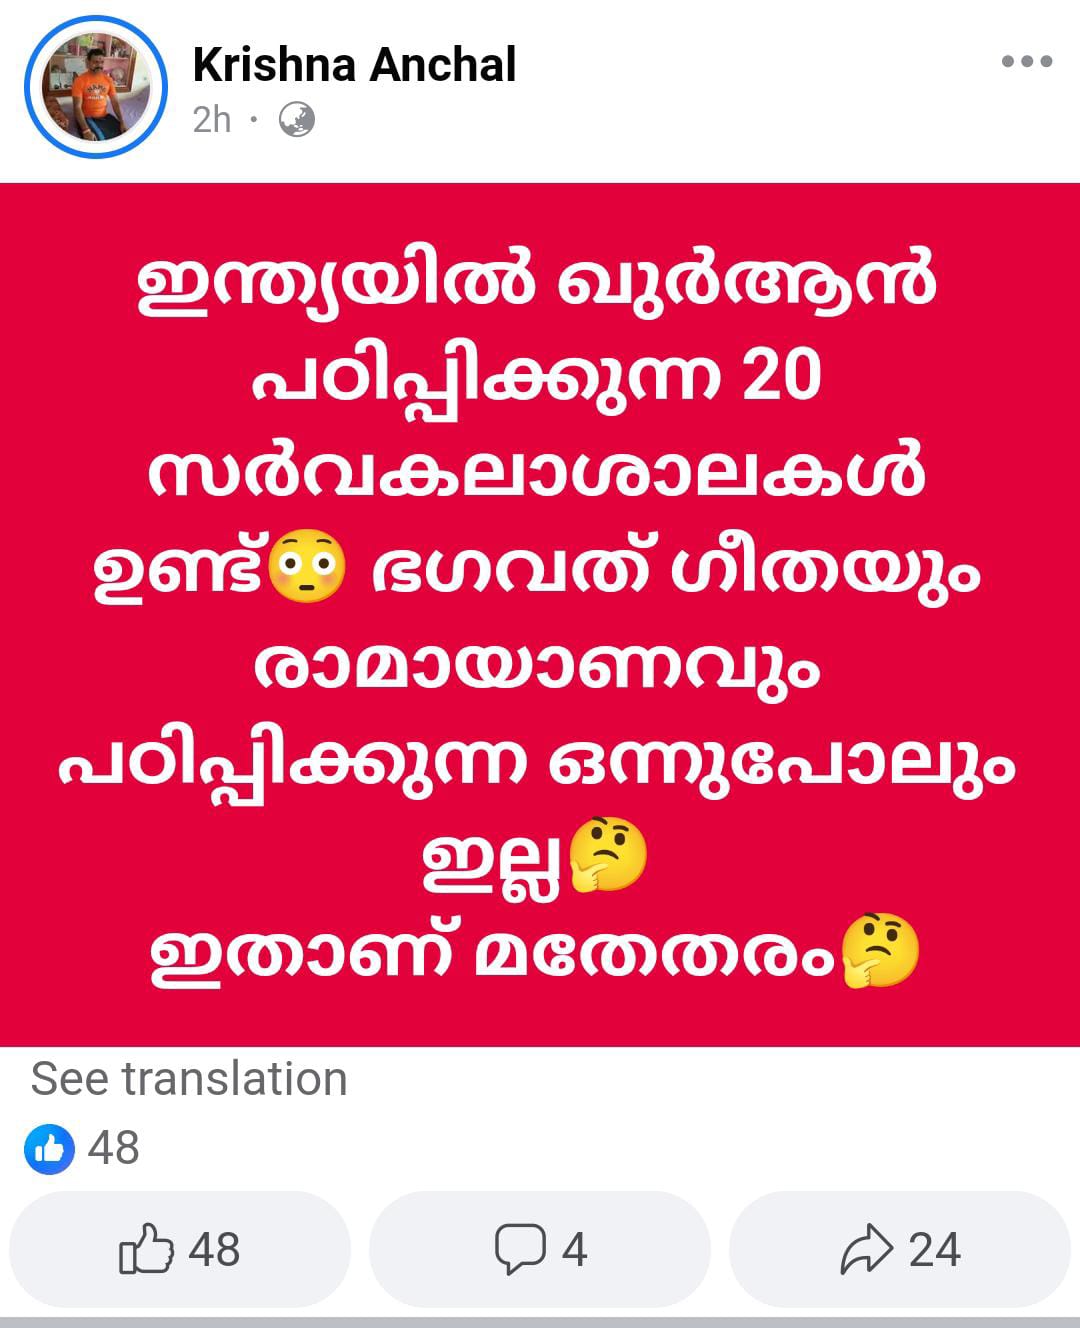 Krishna Anchal
2h ·
ഇന്ത്യയിൽ ഖുർആൻ
പഠിപ്പിക്കുന്ന 20
സർവകലാശാലകൾ
ഉണ്ട്😳 ഭഗവത് ഗീതയും
രാമായാണവും
പഠിപ്പിക്കുന്ന ഒന്നുപോലും
ഇല്ല🤔
ഇതാണ് മതേതരം🤔
See translation
48
48 4 24